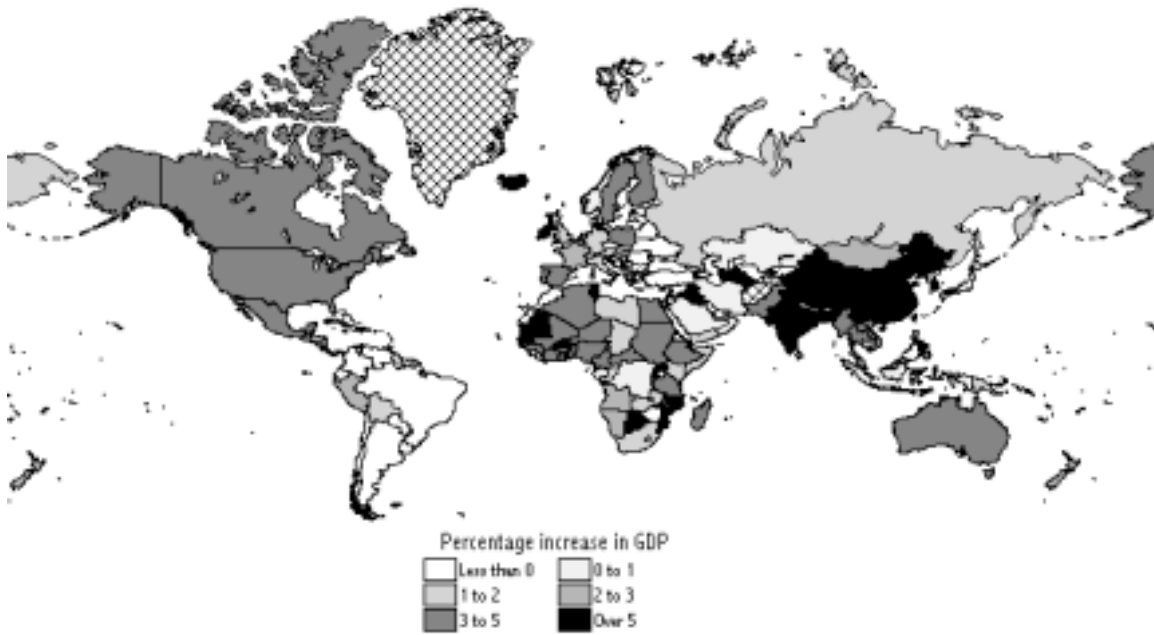 Percentage increase in GDP
Less than 0
0 to 1
1 to 2
2 to 3
3 to 5
Over 5